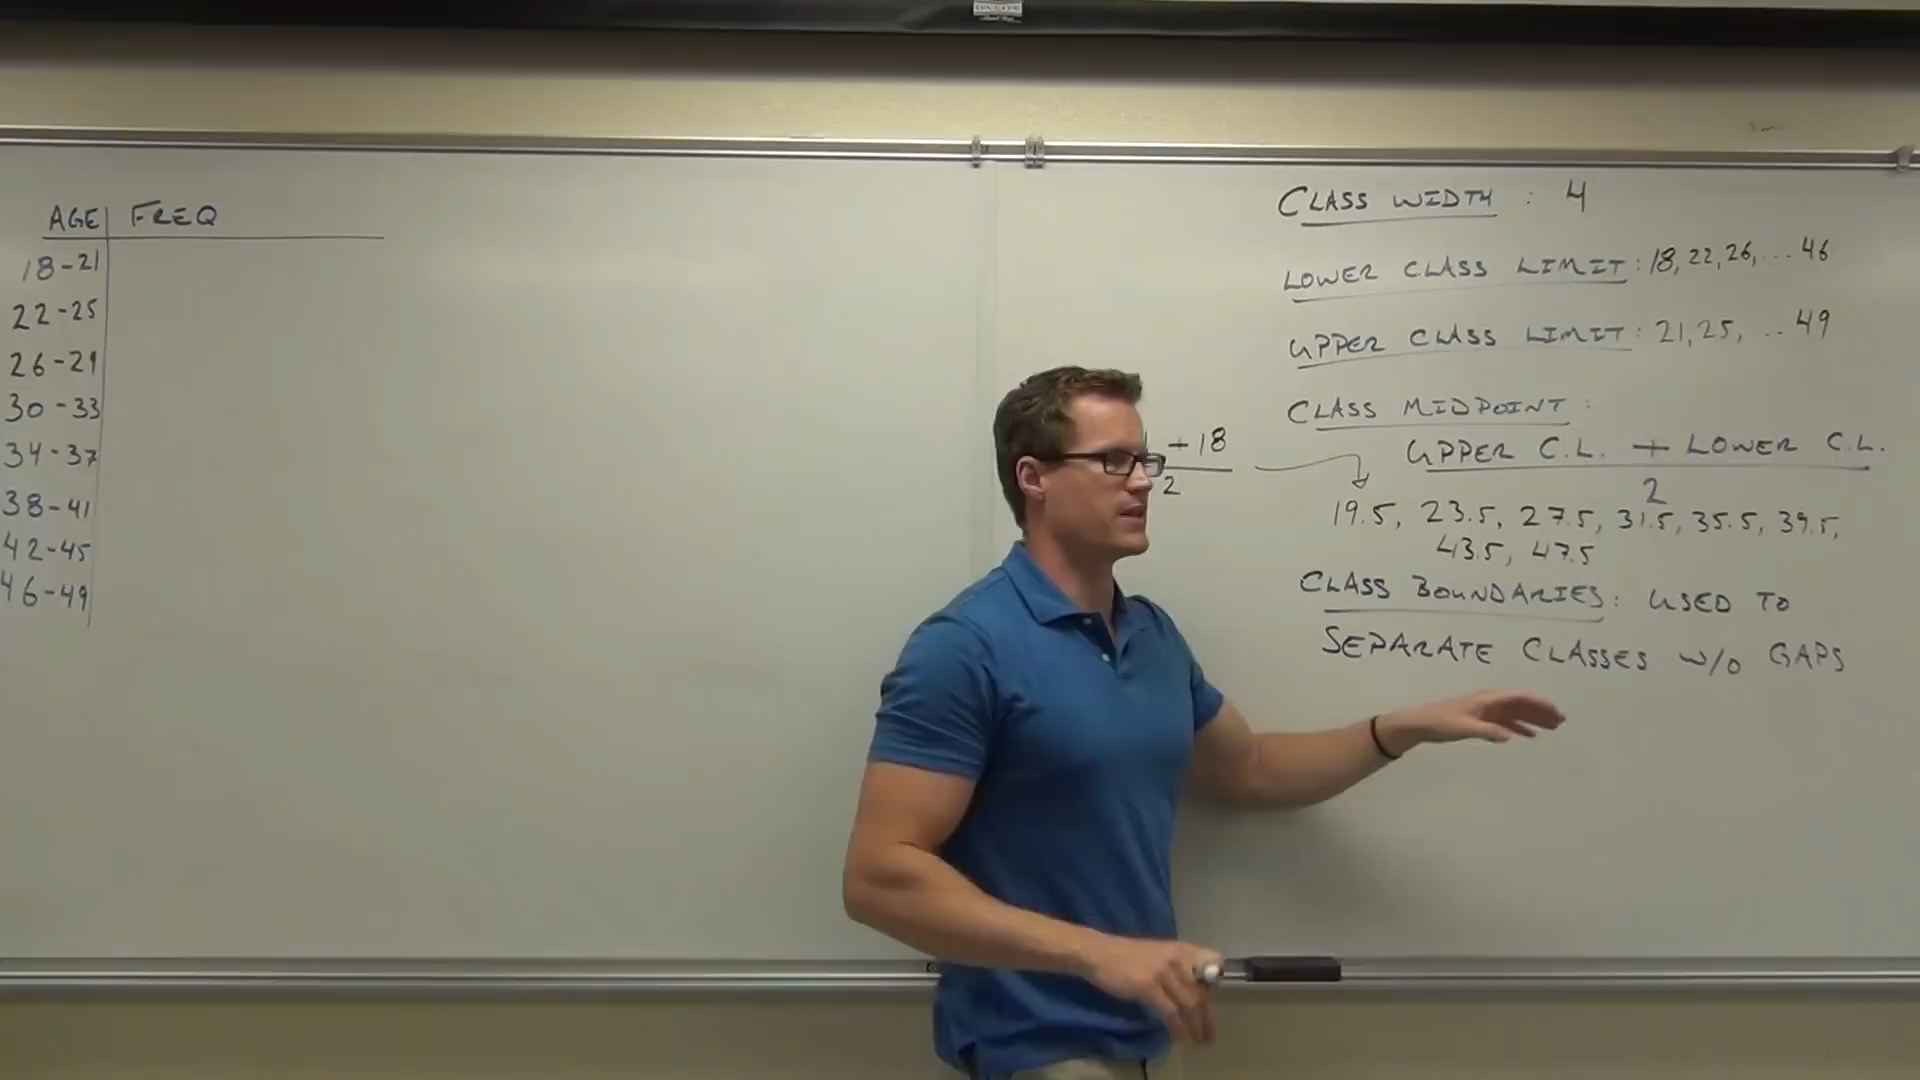 AGE FREQ
18-21
22-25
26-29
30-33
34-37
38-41
42-45
46-49
+18
2
CLASS WIDTH : 4
LOWER CLASS LIMIT: 18, 22, 26, ... 46
UPPER CLASS LIMIT: 21, 25, ... 49
CLASS MIDPOINT:
UPPER C.L. + LOWER C.L.
2
19.5, 23.5, 27.5, 31.5, 35.5, 39.5,
43.5, 47.5
CLASS BOUNDARIES: USED TO
SEPARATE CLASSES W/O GAPS